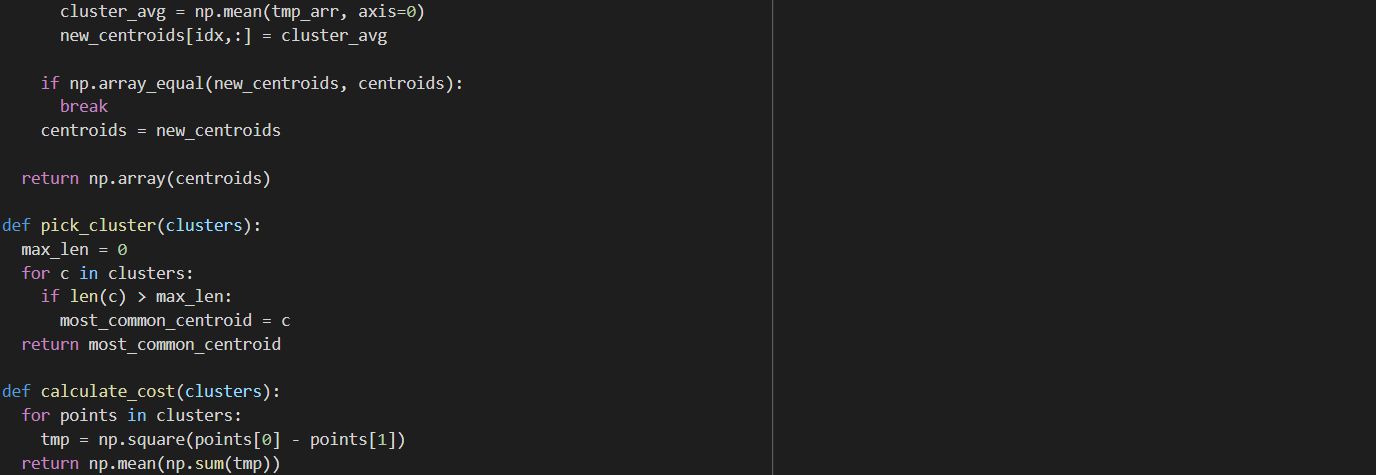 cluster_avg = np.mean(tmp_arr, axis=0)
new_centroids[idx,:] = cluster_avg
if np.array_equal(new_centroids, centroids):
break
centroids = new_centroids
return np.array(centroids)
def pick_cluster(clusters):
max_len = 0
for c in clusters:
if len(c) > max_len:
most_common_centroid = c
return most_common_centroid
def calculate_cost(clusters):
for points in clusters:
tmp = np.square(points[0] - points[1])
return np.mean(np.sum(tmp))